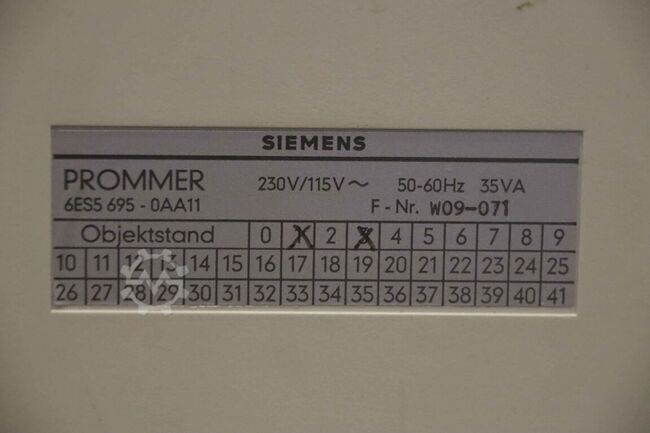 SIEMENS
PROMMER 230V/115V~ 50-60Hz 35VA
6ES5 695 - 0AA11 F - Nr. W09-071
Objektstand 0 X 2 3 4 5 6 7 8 9
10 11 12 13 14 15 16 17 18 19 20 21 22 23 24 25
26 27 28 29 30 31 32 33 34 35 36 37 38 39 40 41